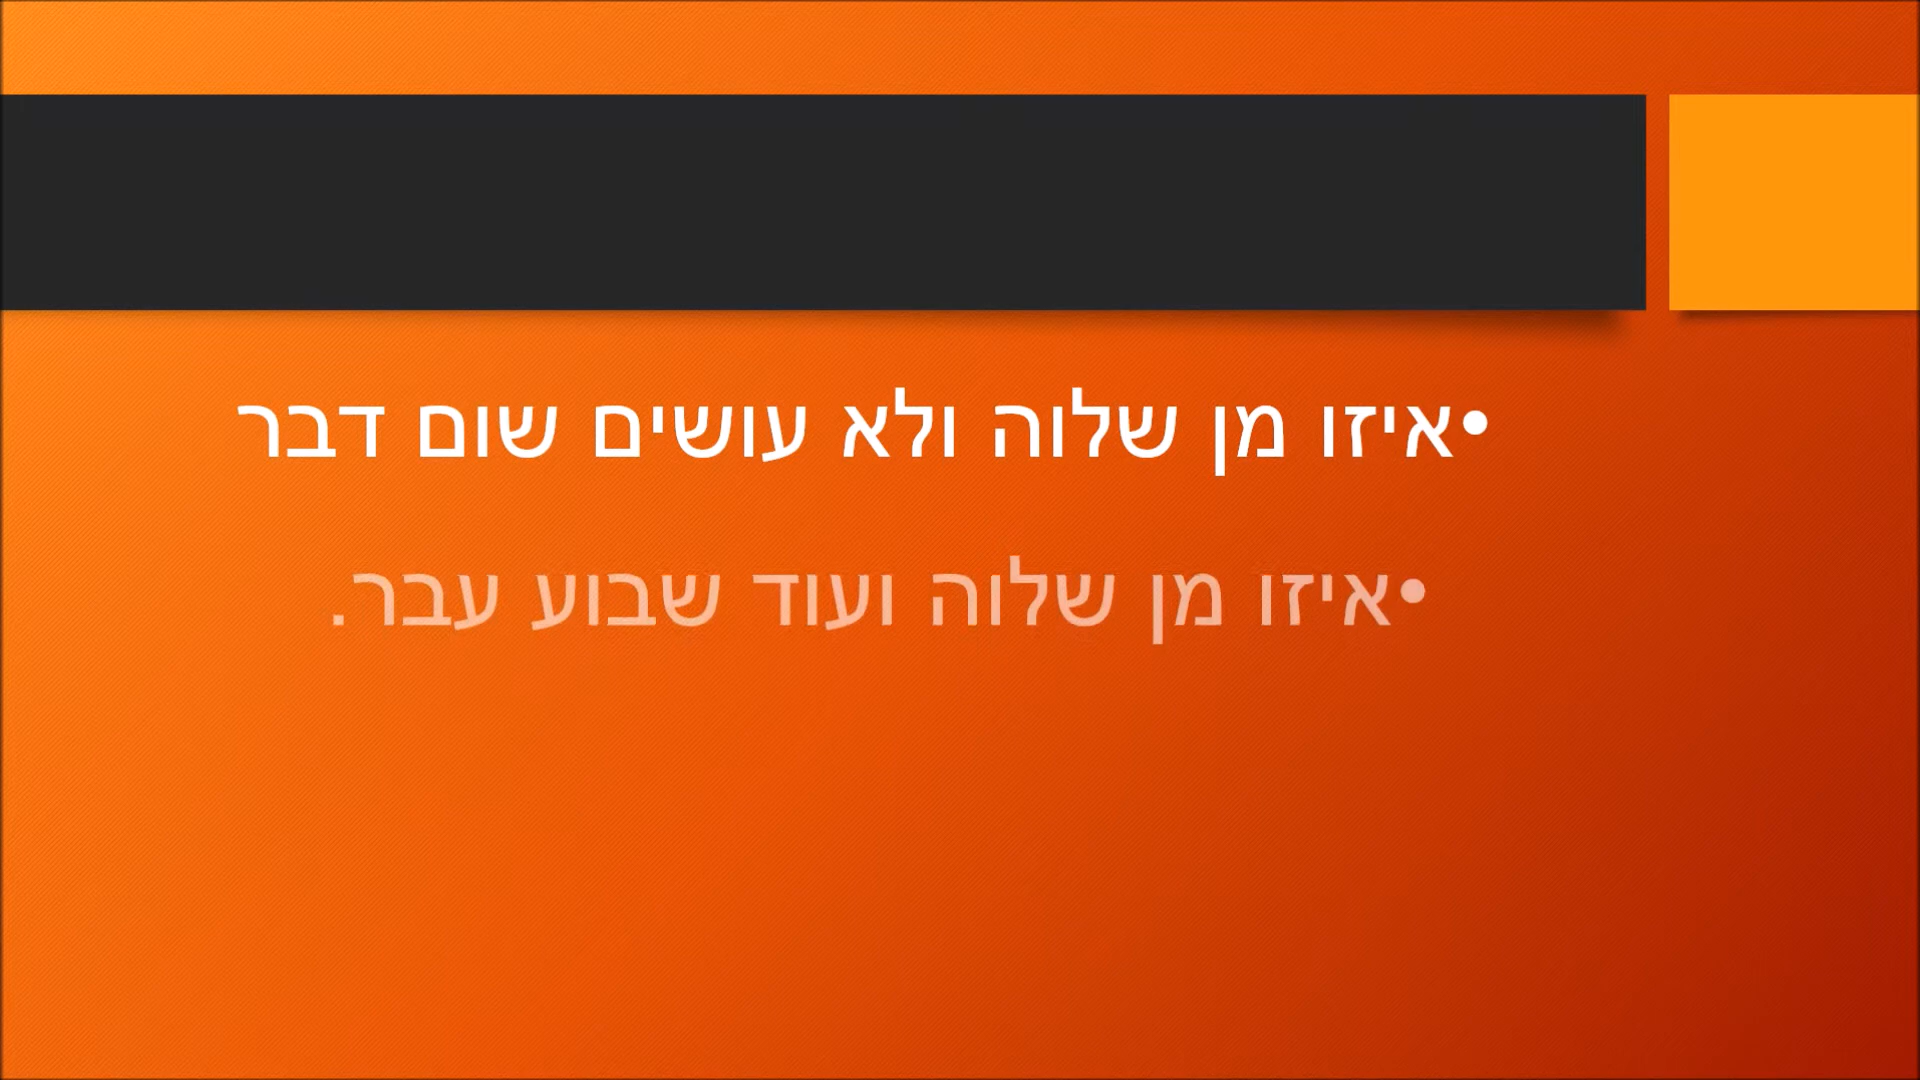 •איזו מן שלוה ולא עושים שום דבר
•איזו מן שלוה ועוד שבוע עבר.